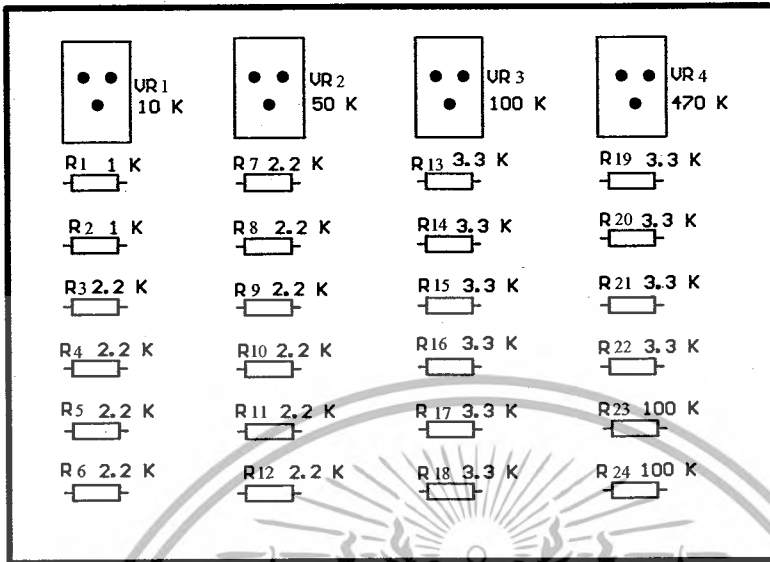 VR1 VR2 VR3 VR4
10 K 50 K 100 K 470 K
R1 1 K R7 2.2 K R13 3.3 K R19 3.3 K
R2 1 K R8 2.2 K R14 3.3 K R20 3.3 K
R3 2.2 K R9 2.2 K R15 3.3 K R21 3.3 K
R4 2.2 K R10 2.2 K R16 3.3 K R22 3.3 K
R5 2.2 K R11 2.2 K R17 3.3 K R23 100 K
R6 2.2 K R12 2.2 K R18 3.3 K R24 100 K